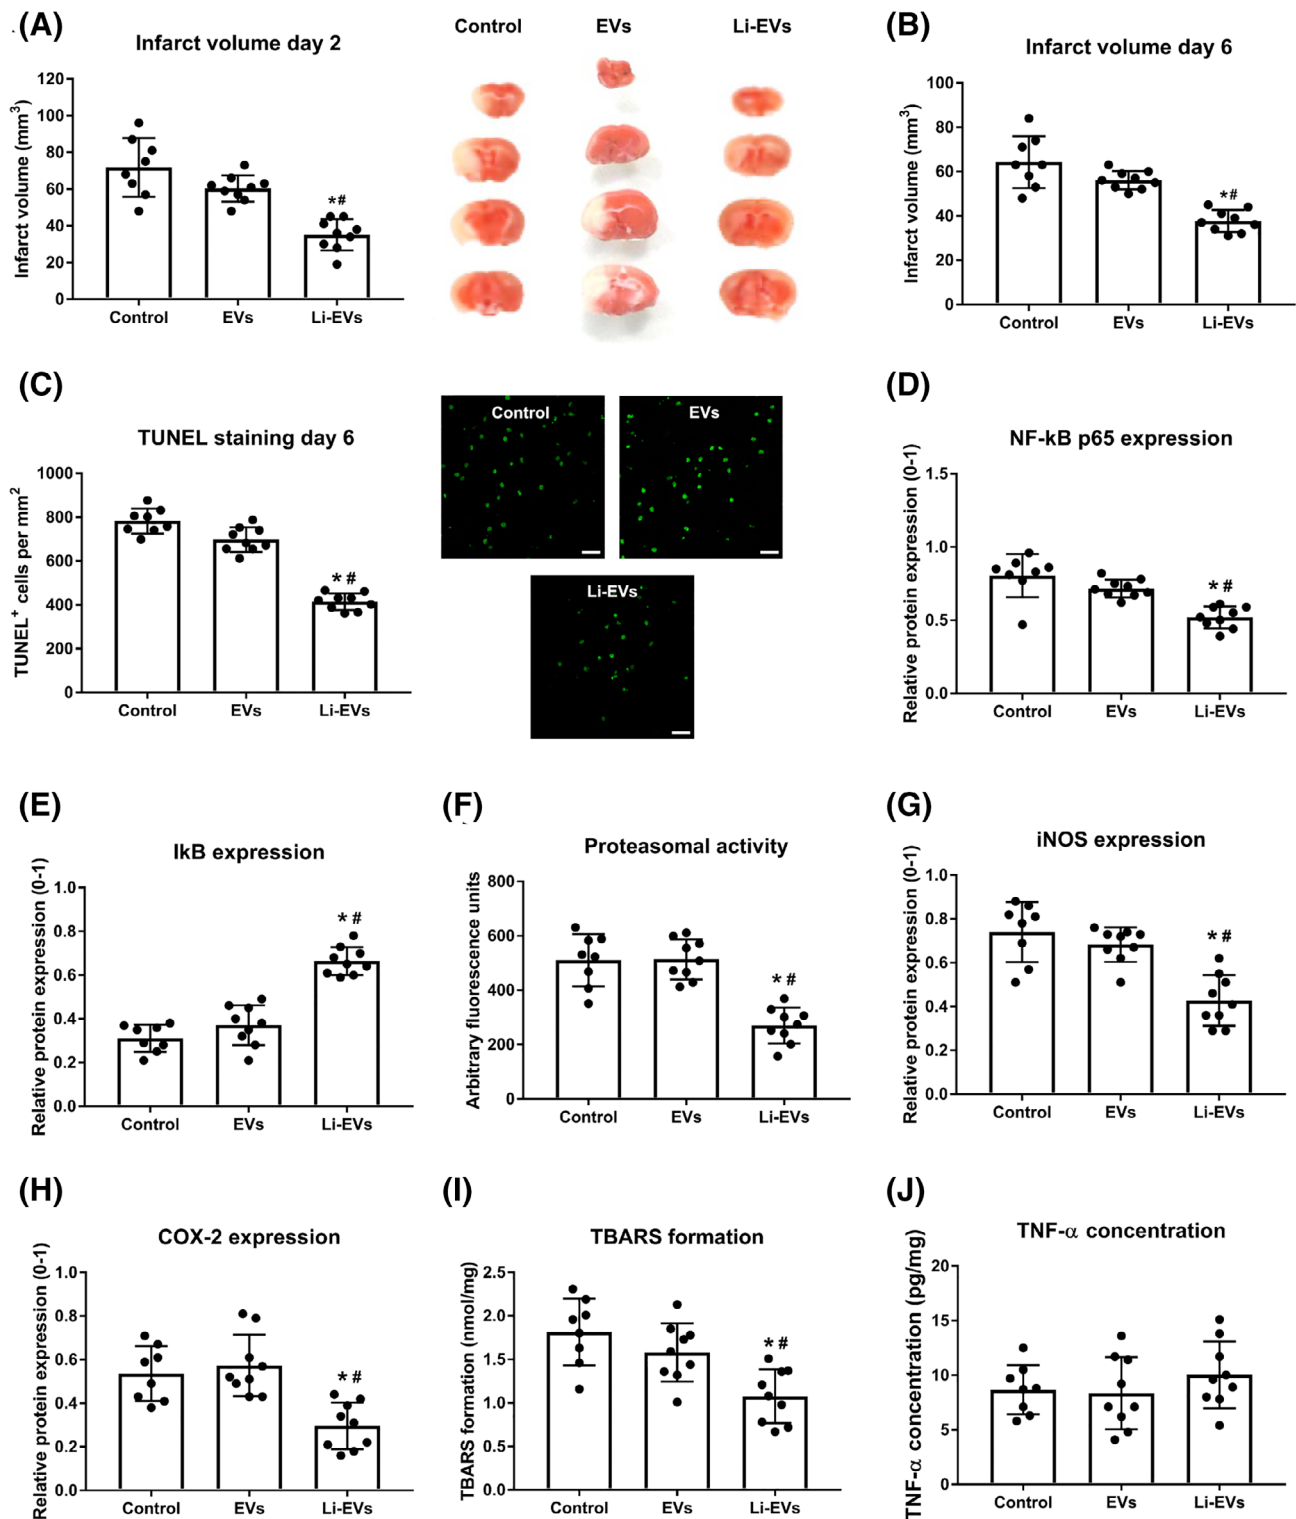 (A)
Infarct volume day 2
Infarct volume (mm³)
120
100
80
60
40
20
0
*#
Control
EVs
Li-EVs
Control
EVs
Li-EVs
(B)
Infarct volume day 6
Infarct volume (mm³)
100
80
60
40
20
0
*#
Control
EVs
Li-EVs
(C)
TUNEL staining day 6
TUNEL⁺ cells per mm²
1000
800
600
400
200
0
* #
Control
EVs
Li-EVs
Control
EVs
Li-EVs
(D)
NF-kB p65 expression
Relative protein expression (0-1)
1,5
1.0
0.5
0.0
* #
Control
EVs
Li-EVs
(E)
IkB expression
Relative protein expression (0-1)
1.0
0.8
0.6
0.4
0.2
0.0
* #
Control
EVs
Li-EVs
(F)
Proteasomal activity
Arbitrary fluorescence units
800
600
400
200
0
* #
Control
EVs
Li-EVs
(G)
iNOS expression
Relative protein expression (0-1)
1.0
0.8
0.6
0.4
0.2
0.0
* #
Control
EVs
Li-EVs
(H)
COX-2 expression
Relative protein expression (0-1)
1.0
0.8
0.6
0.4
0.2
0.0
* #
Control
EVs
Li-EVs
(I)
TBARS formation
TBARS formation (nmol/mg)
2.5
2.0
1.5
1.0
0.5
0.0
* #
Control
EVs
Li-EVs
(J)
TNF-α concentration
TNF-α concentration (pg/mg)
20
15
10
5
0
Control
EVs
Li-EVs